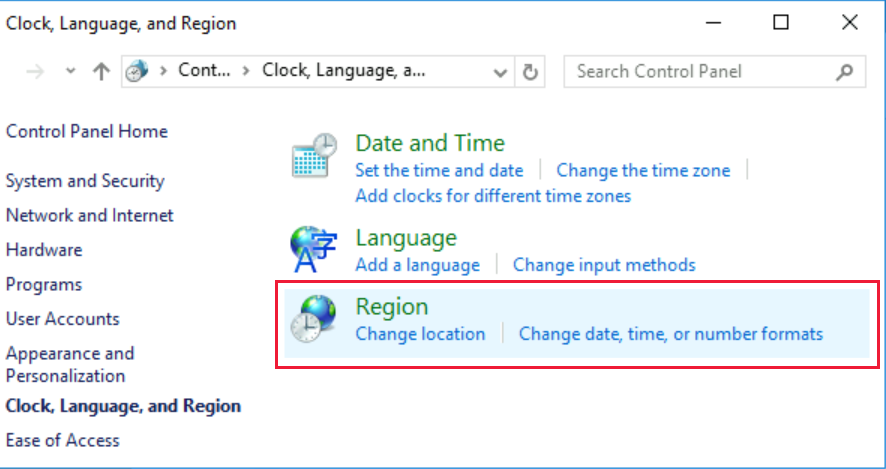 Clock, Language, and Region
Cont... Clock, Language, a... Search Control Panel
Control Panel Home
System and Security
Network and Internet
Hardware
Programs
User Accounts
Appearance and
Personalization
Clock, Language, and Region
Ease of Access
Date and Time
Set the time and date Change the time zone
Add clocks for different time zones
Language
Add a language Change input methods
Region
Change location Change date, time, or number formats